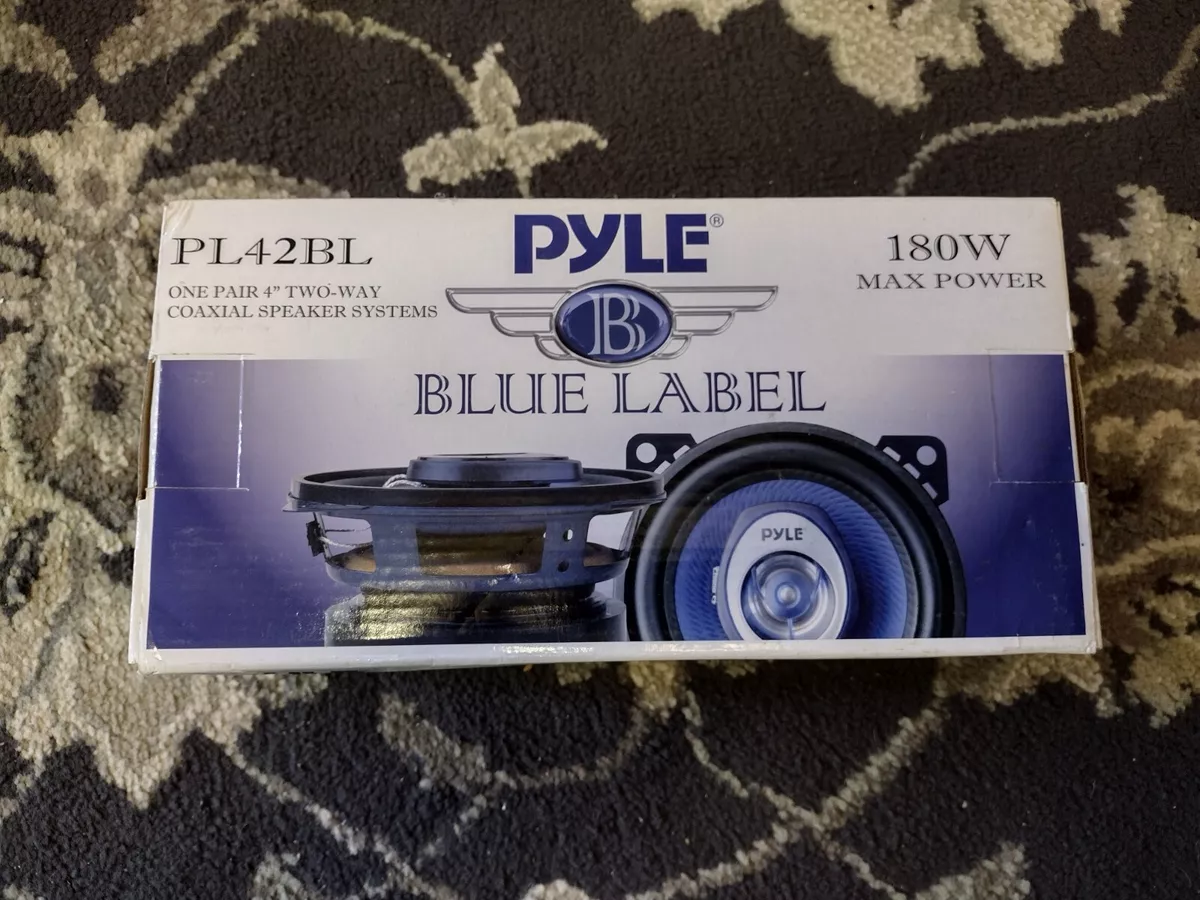 PL42BL
ONE PAIR 4” TWO-WAY
COAXIAL SPEAKER SYSTEMS
PYLE®
B
BLUE LABEL
180W
MAX POWER
PYLE